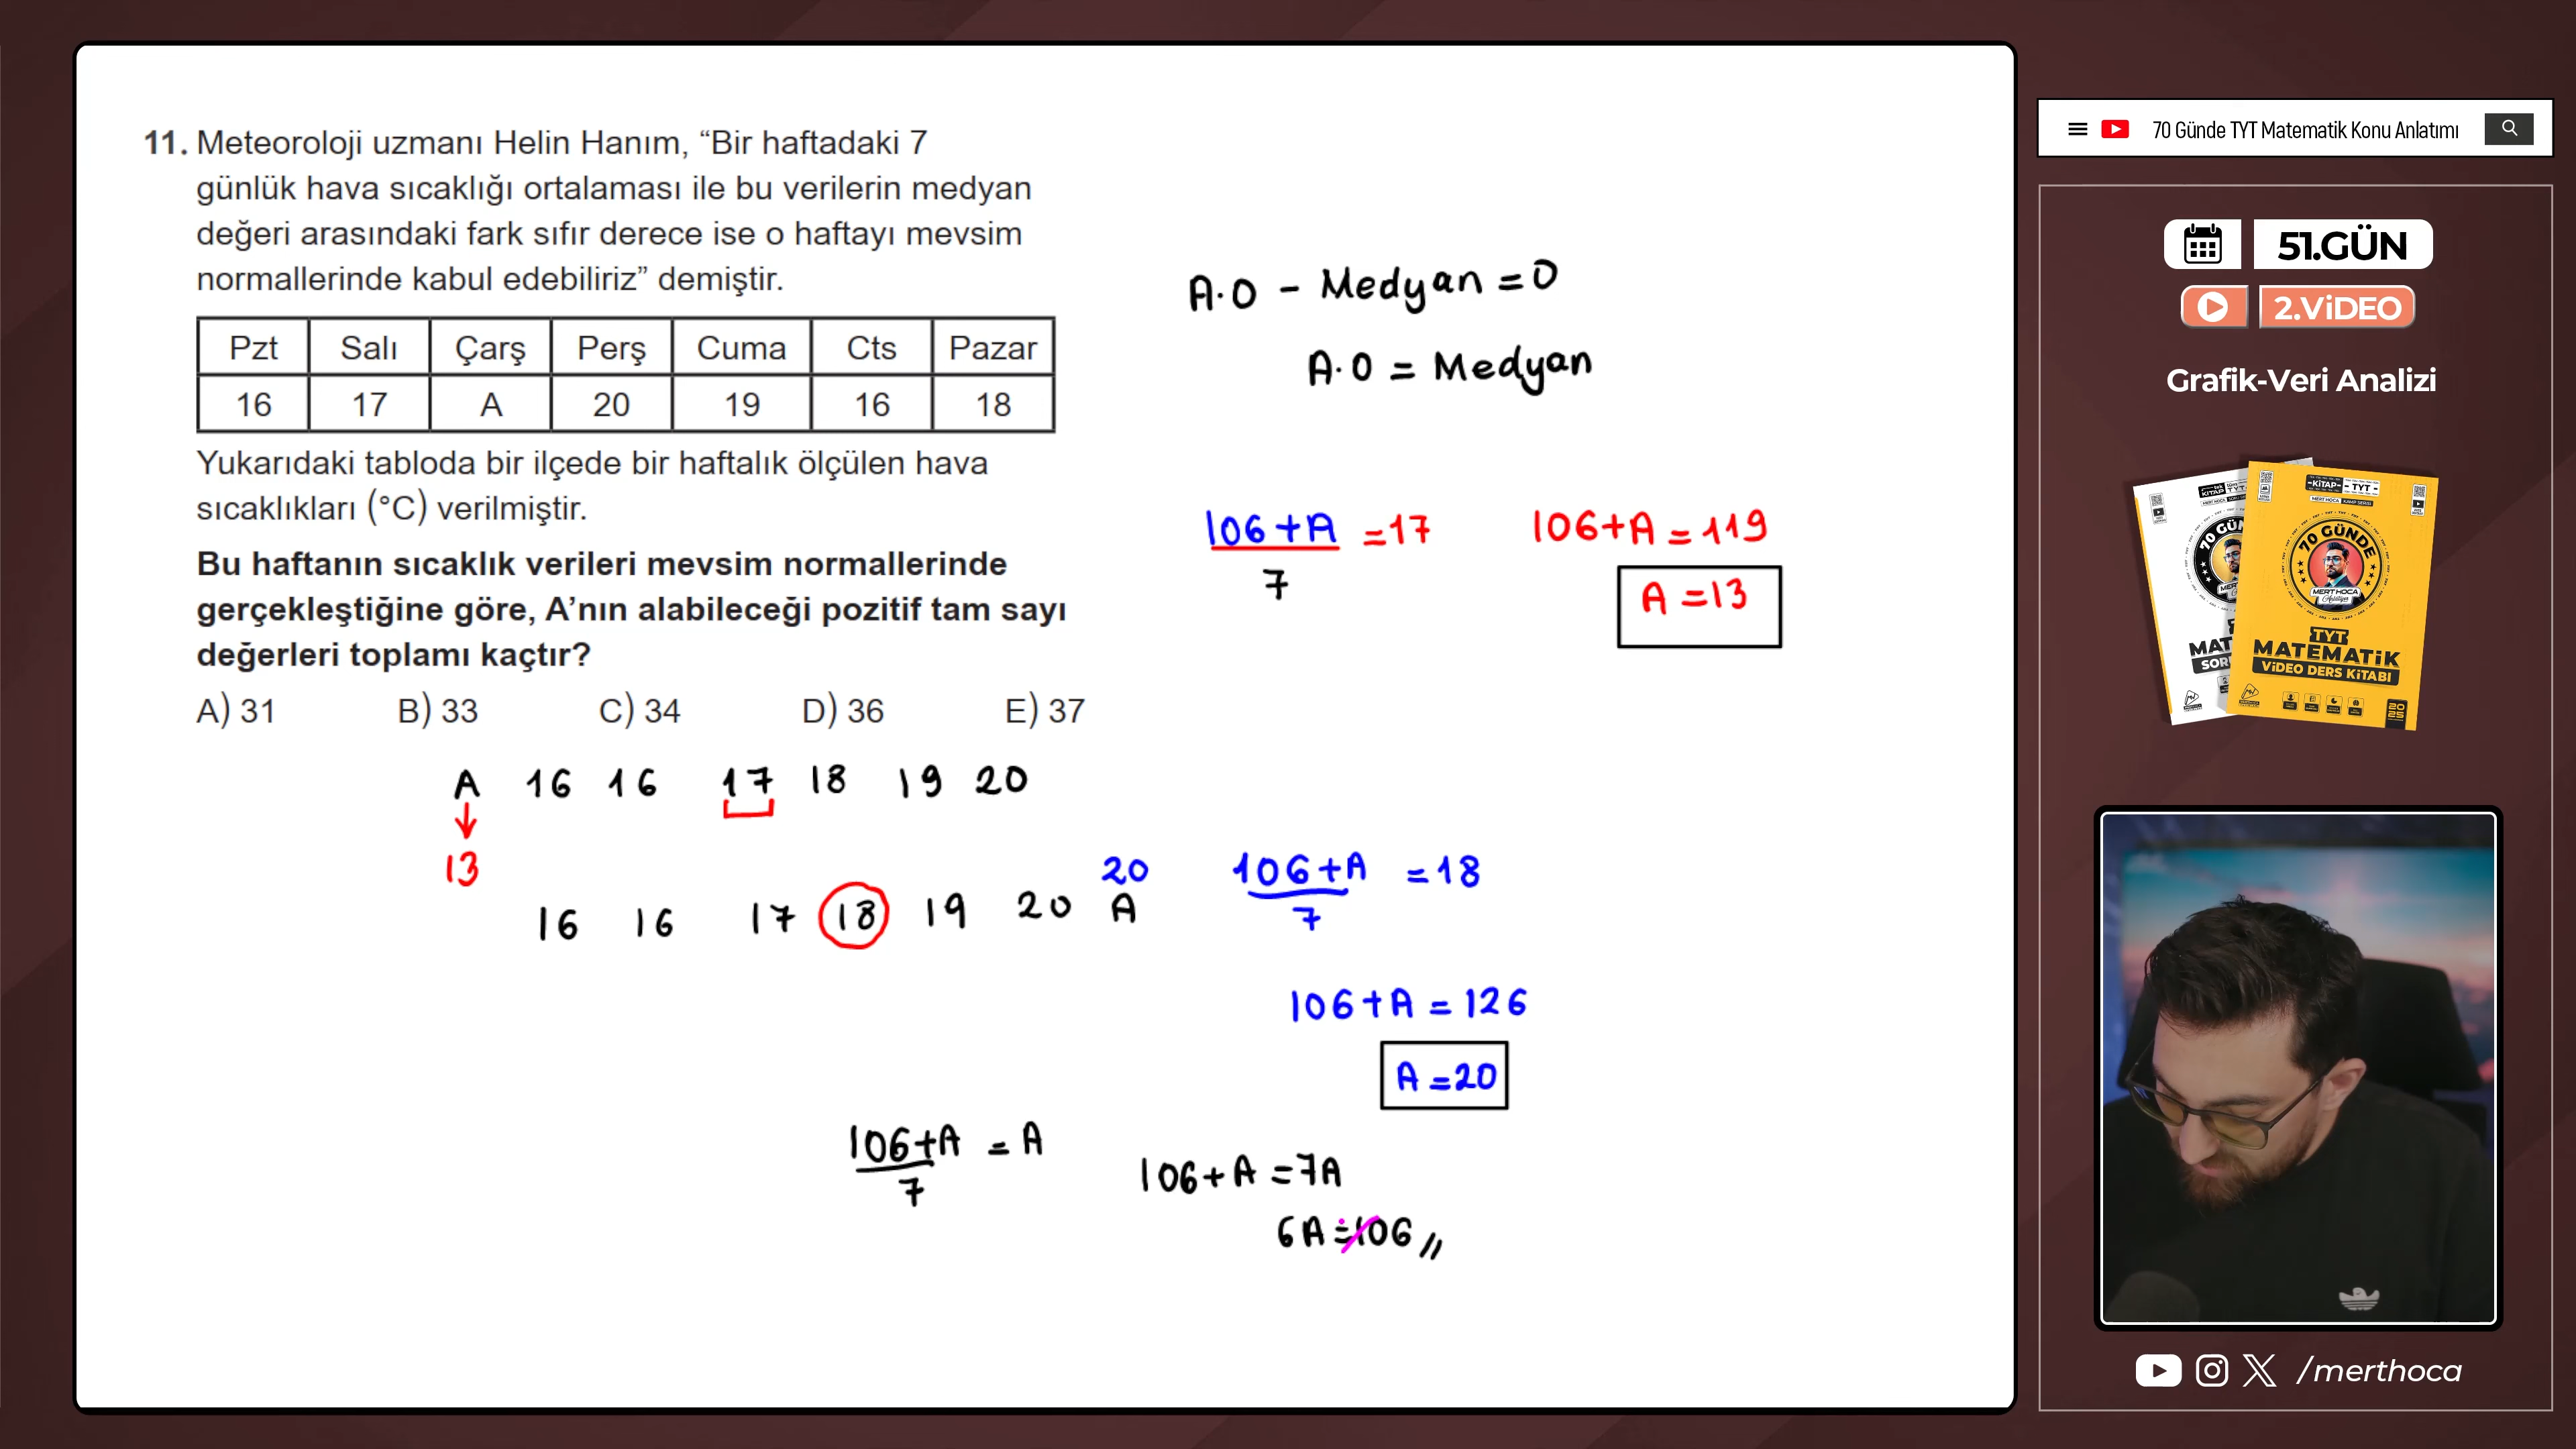 11. Meteoroloji uzmanı Helin Hanım, “Bir haftadaki 7
günlük hava sıcaklığı ortalaması ile bu verilerin medyan
değeri arasındaki fark sıfır derece ise o haftayı mevsim
normallerinde kabul edebiliriz” demiştir.
Pzt Salı Çarş Perş Cuma Cts Pazar
16 17 A 20 19 16 18
Yukarıdaki tabloda bir ilçede bir haftalık ölçülen hava
sıcaklıkları (°C) verilmiştir.
Bu haftanın sıcaklık verileri mevsim normallerinde
gerçekleştiğine göre, A’nın alabileceği pozitif tam sayı
değerleri toplamı kaçtır?
A) 31 B) 33 C) 34 D) 36 E) 37
A 16 16 17 18 19 20
13
20
16 16 17 18 19 20 A
A.O - Medyan = 0
A.O = Medyan
106+A = 17
7
106+A = 119
A = 13
106+A = 18
7
106+A = 126
A = 20
106+A = A
7
106+A = 7A
6A = 106
70 Günde TYT Matematik Konu Anlatımı
51.GÜN
2.ViDEO
Grafik-Veri Analizi
70 GÜNDE
MERT HOCA
TYT
MATEMATiK
ViDEO DERS KiTABI
/merthoca